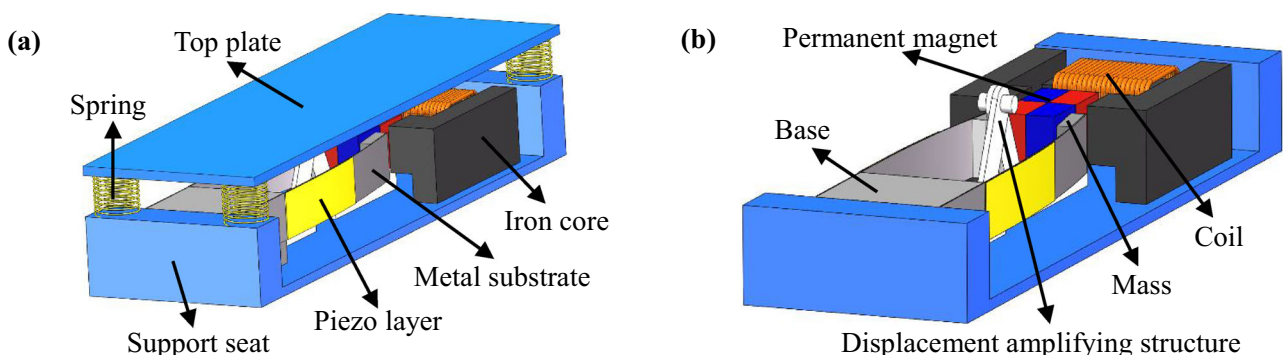 (a)
Top plate
Spring
Iron core
Metal substrate
Piezo layer
Support seat
(b)
Permanent magnet
Base
Coil
Mass
Displacement amplifying structure